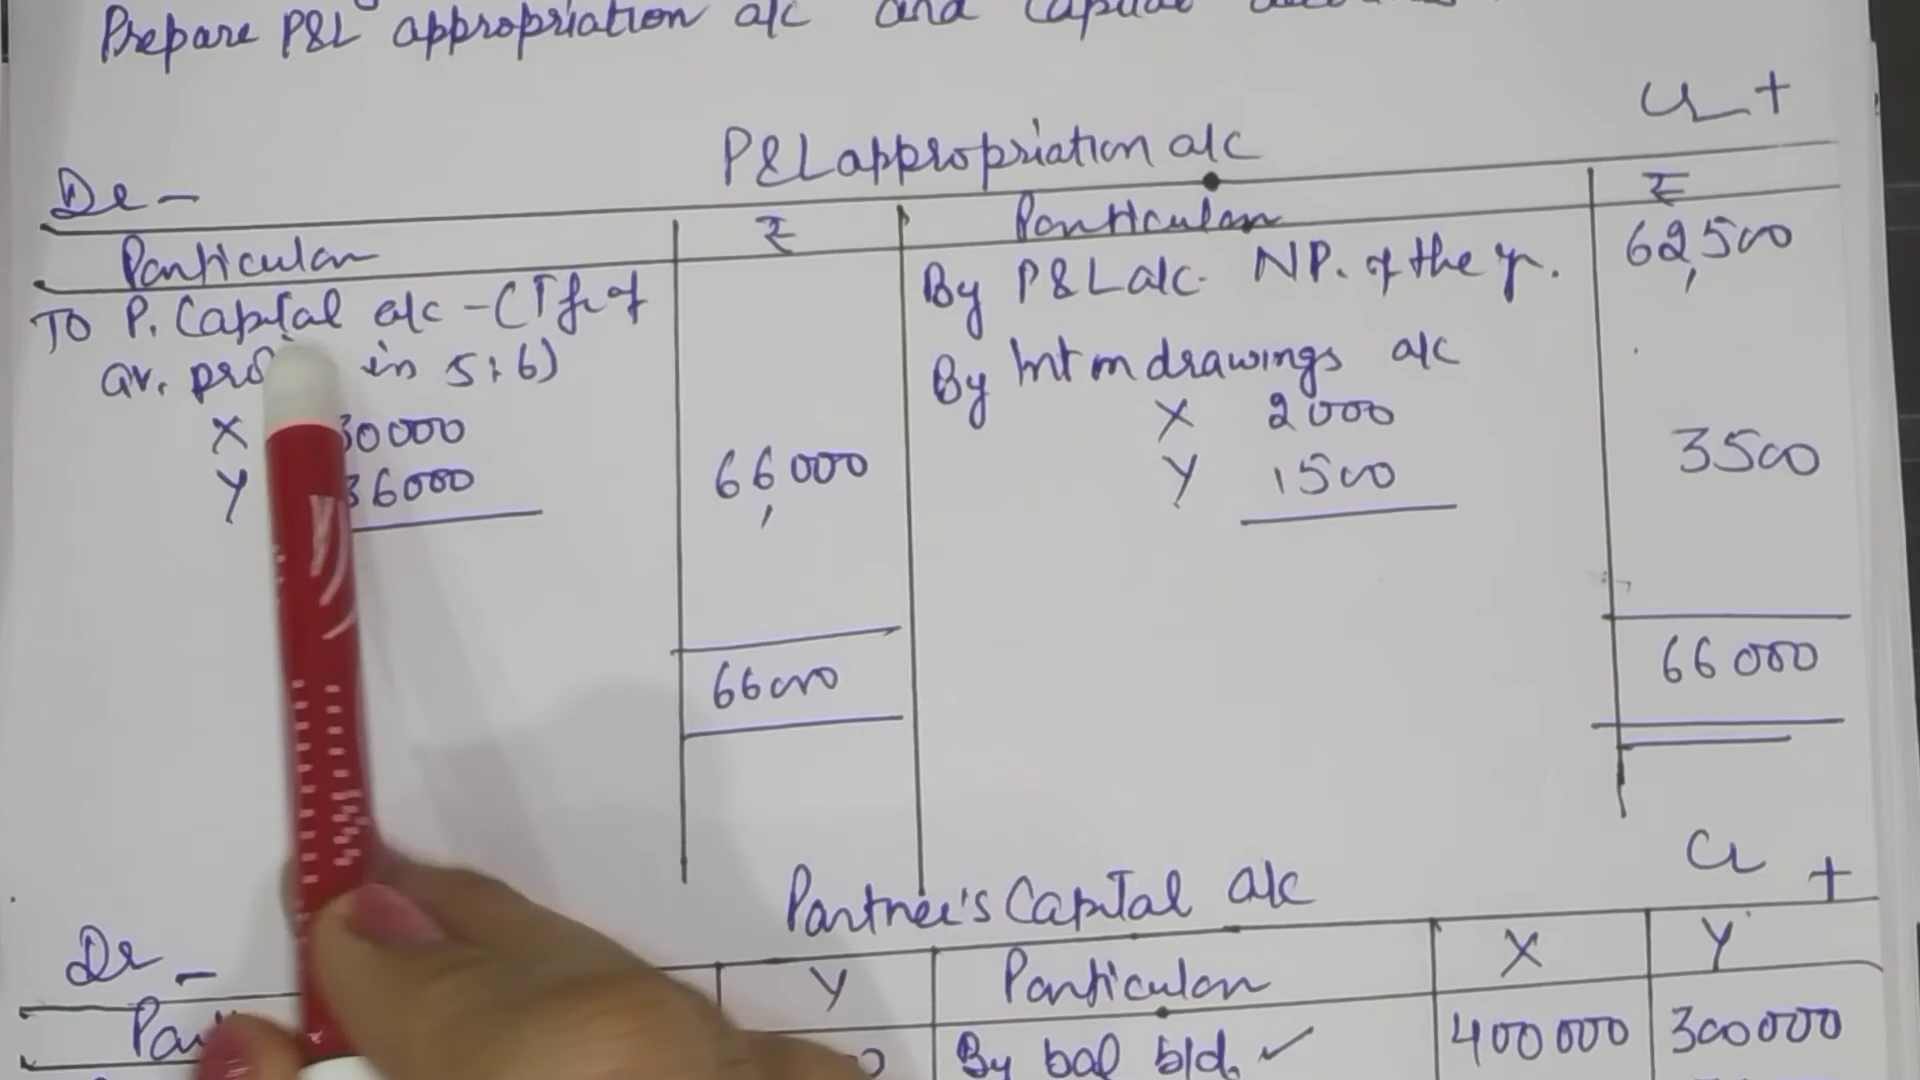 Prepare P&L appropriation a/c and Capital
Cr +
P&L appropriation a/c
Dr -
Particular ₹ Particular ₹
To P. Capital a/c - (Tfr of By P&L a/c. NP. of the yr. 62,500
av. in 5:6) By Int on drawings a/c
X 30000 X 2000
Y 36000 66,000 Y 1500 3500
66000 66000
Partner's Capital a/c Cr +
Dr -
Y Particular X Y
By bal b/d. ✓ 400000 300000